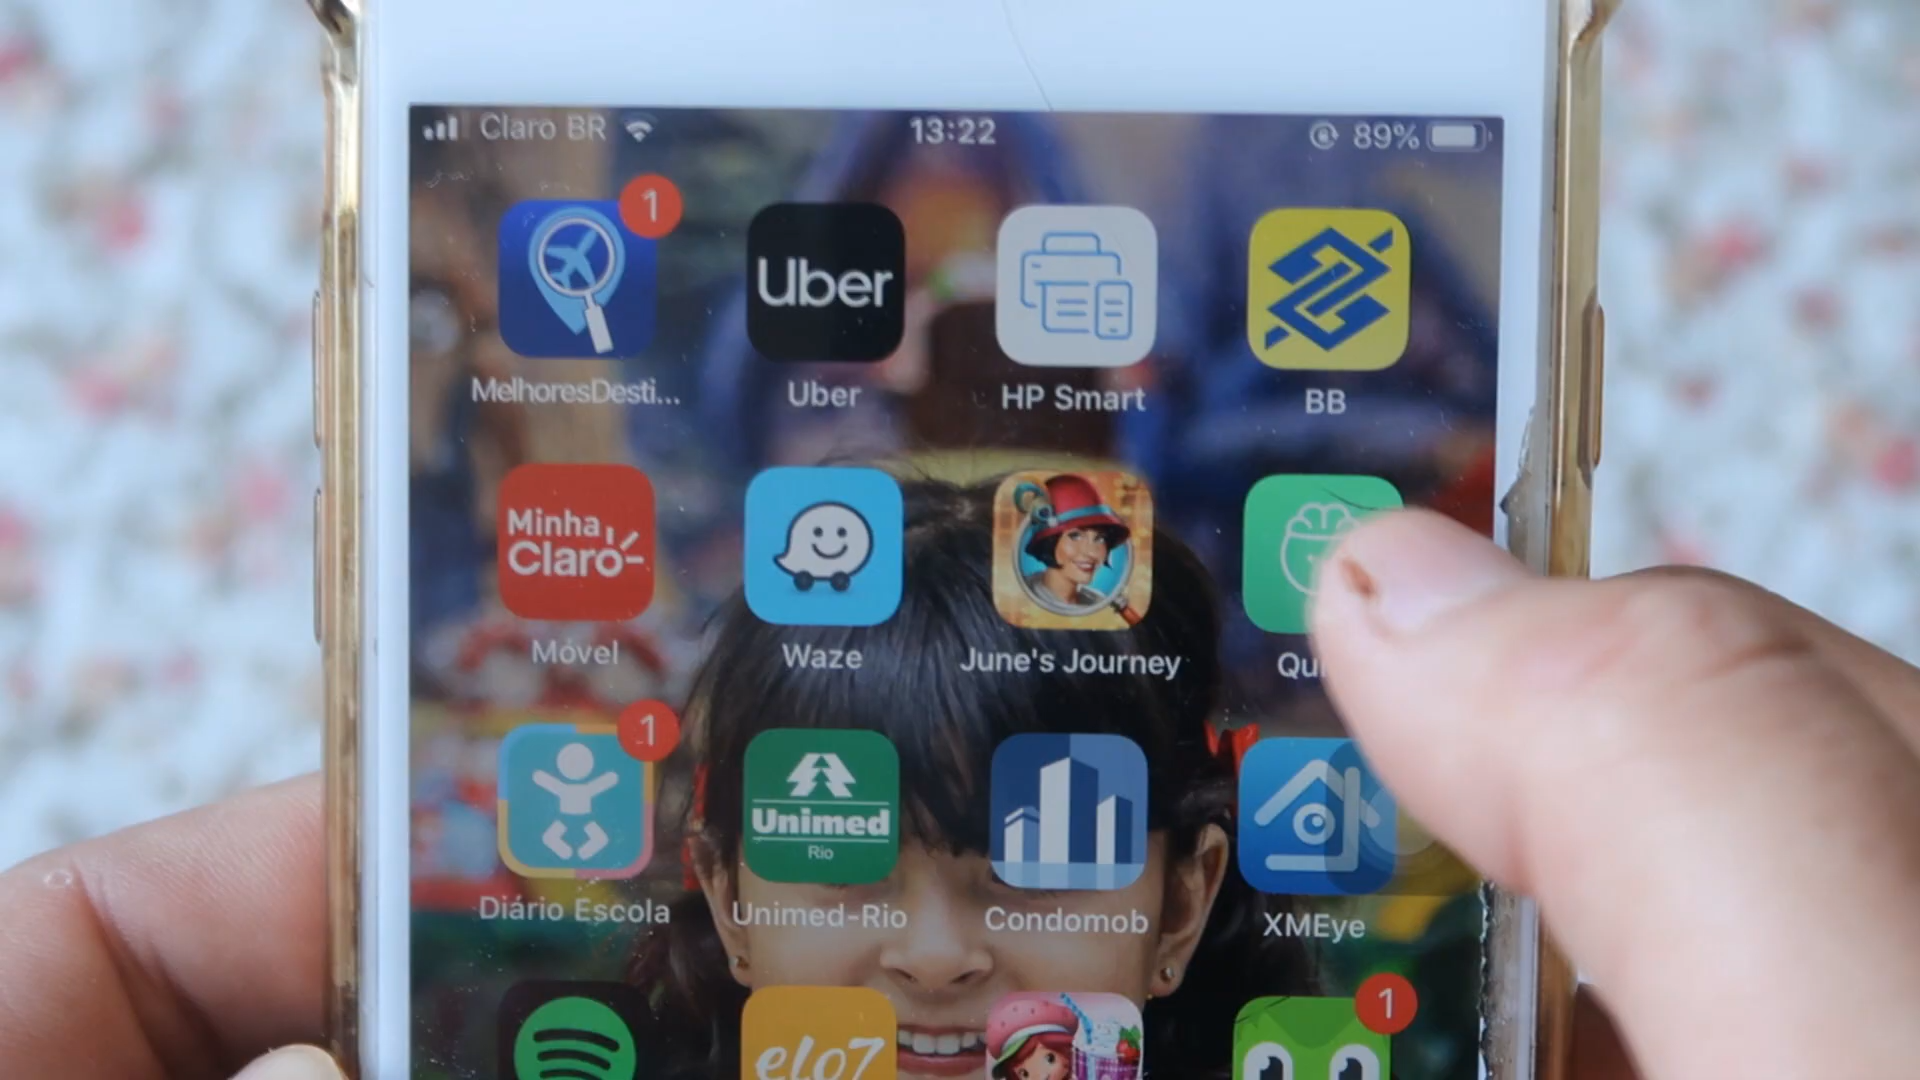 Claro BR 13:22 89%
1
Uber
MelhoresDesti... Uber HP Smart BB
Minha
Claro
Móvel Waze June's Journey
1
Unimed
Rio
Diário Escola Unimed-Rio Condomob XMEye
1
elo7